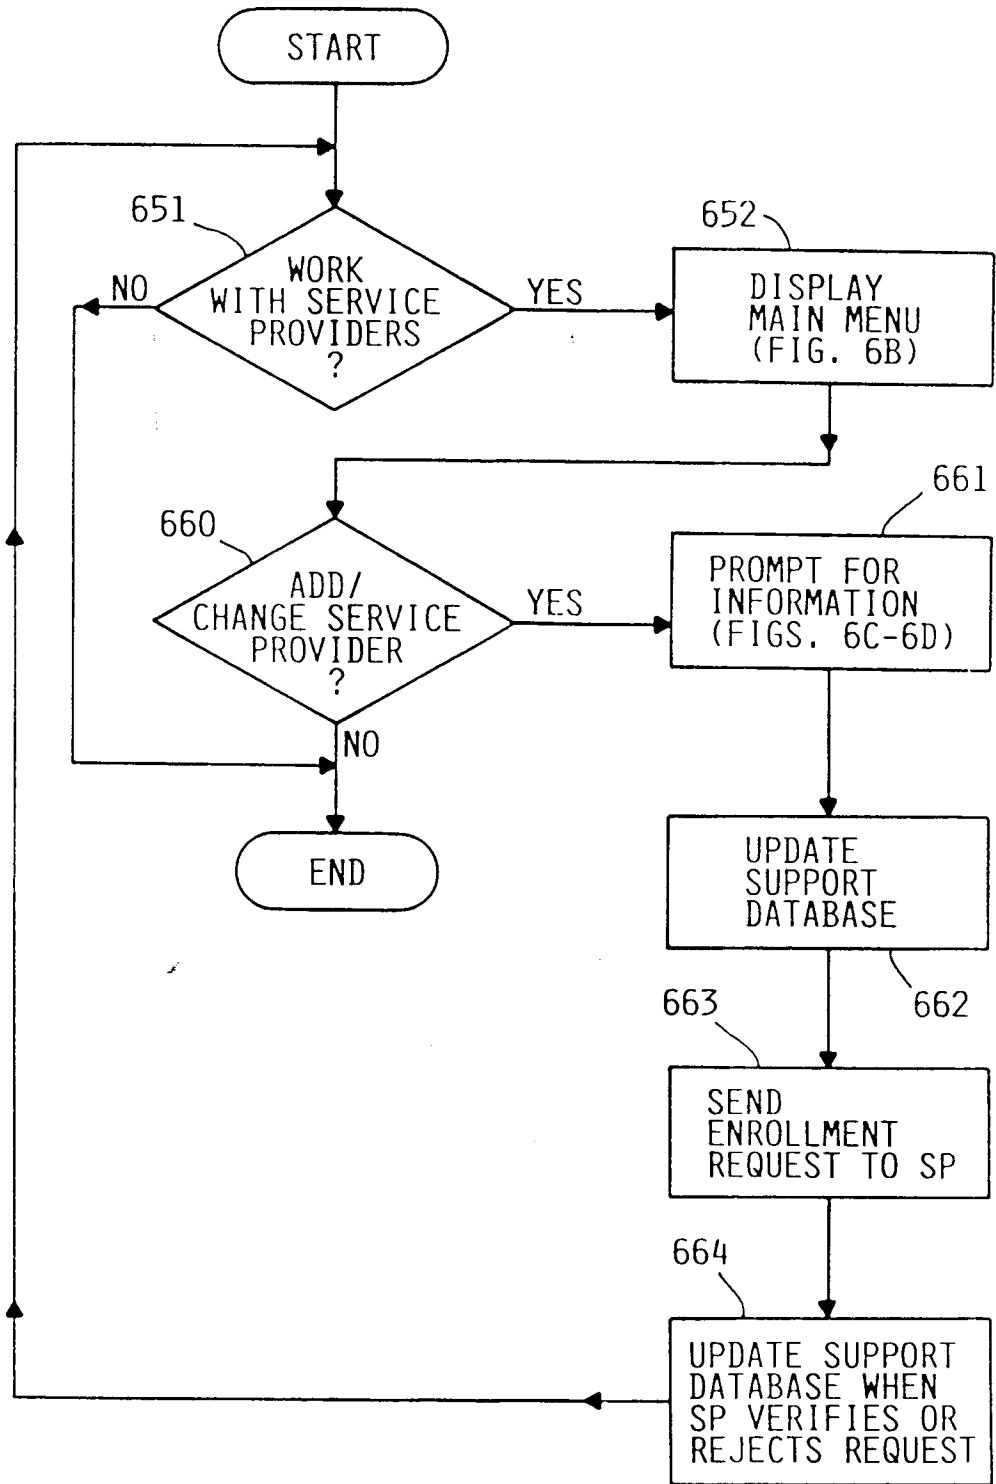 START
651
WORK
WITH SERVICE
PROVIDERS
?
NO
YES
652
DISPLAY
MAIN MENU
(FIG. 6B)
660
ADD/
CHANGE SERVICE
PROVIDER
?
YES
NO
661
PROMPT FOR
INFORMATION
(FIGS. 6C-6D)
END
UPDATE
SUPPORT
DATABASE
662
663
SEND
ENROLLMENT
REQUEST TO SP
664
UPDATE SUPPORT
DATABASE WHEN
SP VERIFIES OR
REJECTS REQUEST